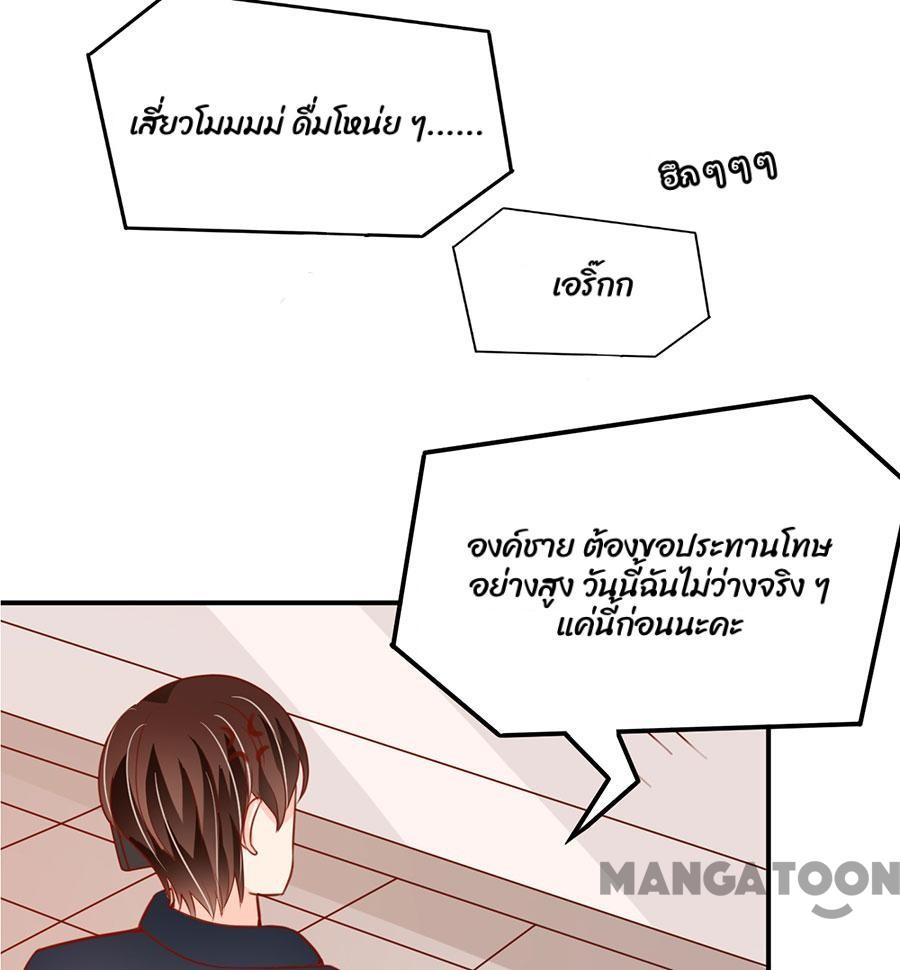 เสี่ยวโมมมม่ ดื่มโหน่ย ๆ......
ฮึก ๆ ๆ ๆ
เอริ๊กก
องค์ชาย ต้องขอประทานโทษ
อย่างสูง วันนี้ฉันไม่ว่างจริง ๆ
แค่นี้ก่อนนะคะ
MANGATOON